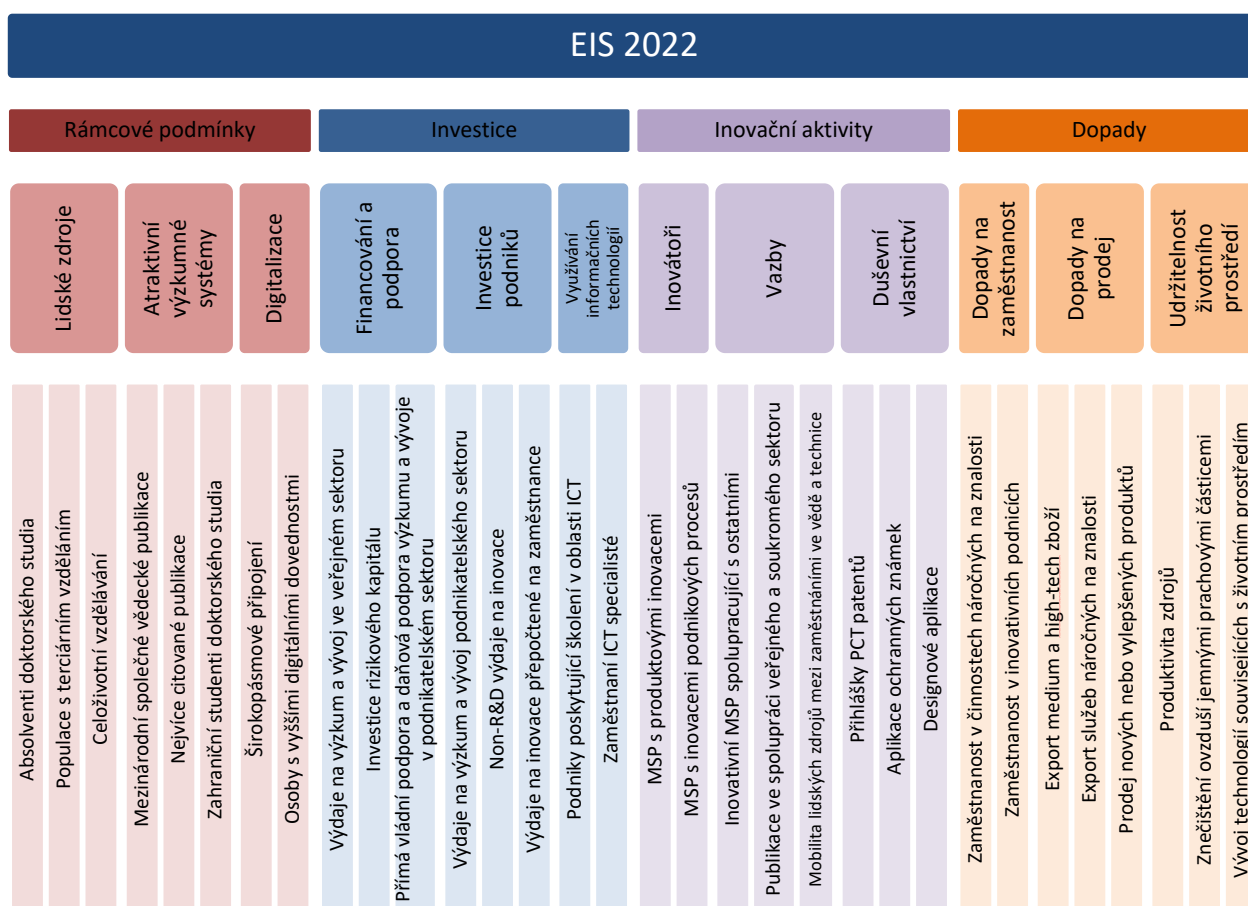 EIS 2022
Rámcové podmínky
Investice
Inovační aktivity
Dopady
Lidské zdroje
Atraktivní
výzkumné
systémy
Digitalizace
Financování a
podpora
Investice
podniků
Využívání
informačních
technologií
Inovátoři
Vazby
Duševní
vlastnictví
Dopady na
zaměstnanost
Dopady na
prodej
Udržitelnost
životního
prostředí
Absolventi doktorského studia
Populace s terciárním vzděláním
Celoživotní vzdělávání
Mezinárodní společné vědecké publikace
Nejvíce citované publikace
Zahraniční studenti doktorského studia
Širokopásmové připojení
Osoby s vyššími digitálními dovednostmi
Výdaje na výzkum a vývoj ve veřejném sektoru
Investice rizikového kapitálu
Přímá vládní podpora a daňová podpora výzkumu a vývoje
v podnikatelském sektoru
Výdaje na výzkum a vývoj podnikatelského sektoru
Non-R&D výdaje na inovace
Výdaje na inovace přepočtené na zaměstnance
Podniky poskytující školení v oblasti ICT
Zaměstnaní ICT specialisté
MSP s produktovými inovacemi
MSP s inovacemi podnikových procesů
Inovativní MSP spolupracující s ostatními
Publikace ve spolupráci veřejného a soukromého sektoru
Mobilita lidských zdrojů mezi zaměstnáními ve vědě a technice
Přihlášky PCT patentů
Aplikace ochranných známek
Designové aplikace
Zaměstnanost v činnostech náročných na znalosti
Zaměstnanost v inovativních podnicích
Export medium a high-tech zboží
Export služeb náročných na znalosti
Prodej nových nebo vylepšených produktů
Produktivita zdrojů
Znečištění ovzduší jemnými prachovými částicemi
Vývoj technologií souvisejících s životním prostředím